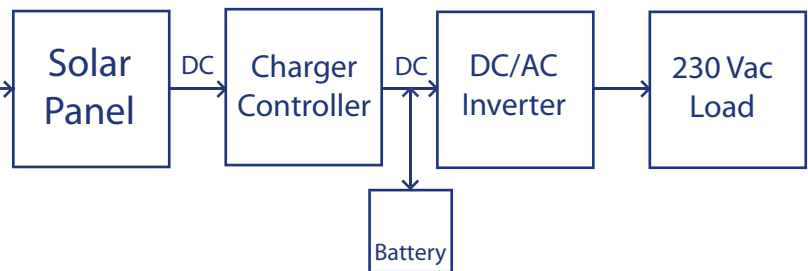 Solar
Panel
DC
Charger
Controller
DC
DC/AC
Inverter
230 Vac
Load
Battery